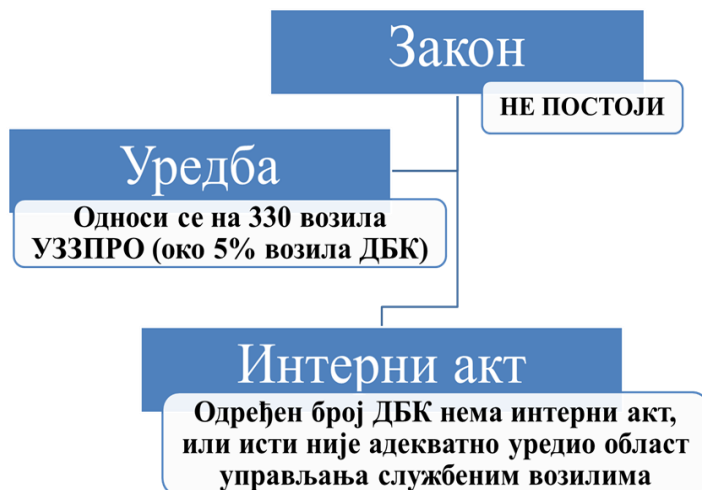 Закон
НЕ ПОСТОЈИ
Уредба
Односи се на 330 возила
УЗЗПРО (око 5% возила ДБК)
Интерни акт
Одређен број ДБК нема интерни акт,
или исти није адекватно уредио област
управљања службеним возилима